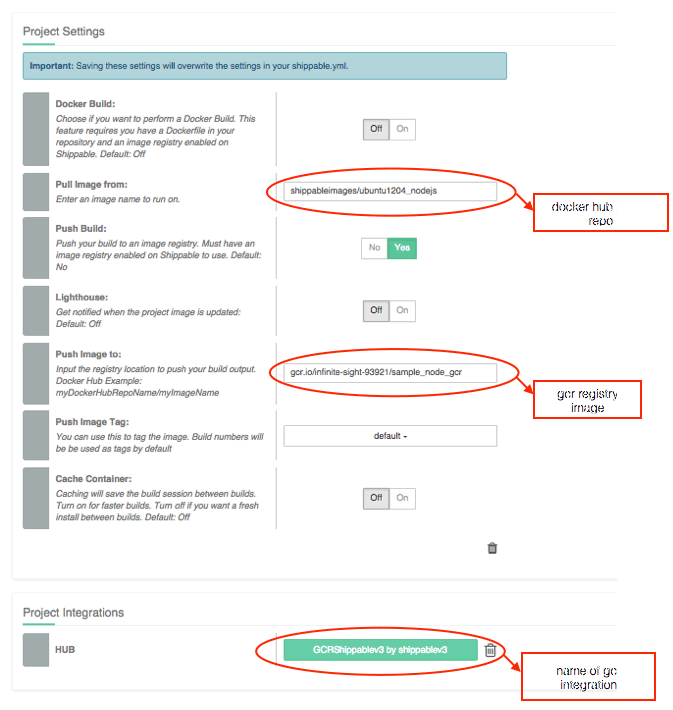 Project Settings
Important: Saving these settings will overwrite the settings in your shippable.yml.
Docker Build:
Choose if you want to perform a Docker Build. This
feature requires you have a Dockerfile in your
repository and an image registry enabled on
Shippable. Default: Off
Off On
Pull Image from:
Enter an image name to run on.
shippableimages/ubuntu1204_nodejs
docker hub
repo
Push Build:
Push your build to an image registry. Must have an
image registry enabled on Shippable to use. Default:
No
No Yes
Lighthouse:
Get notified when the project image is updated:
Default: Off
Off On
Push Image to:
Input the registry location to push your build output.
Docker Hub Example:
myDockerHubRepoName/myImageName
gcr.io/infinite-sight-93921/sample_node_gcr
gcr registry
image
Push Image Tag:
You can use this to tag the image. Build numbers will
be be used as tags by default
default
Cache Container:
Caching will save the build session between builds.
Turn on for faster builds. Turn off if you want a fresh
install between builds. Default: Off
Off On
Project Integrations
HUB
GCRShippablev3 by shippablev3
name of gc
integration